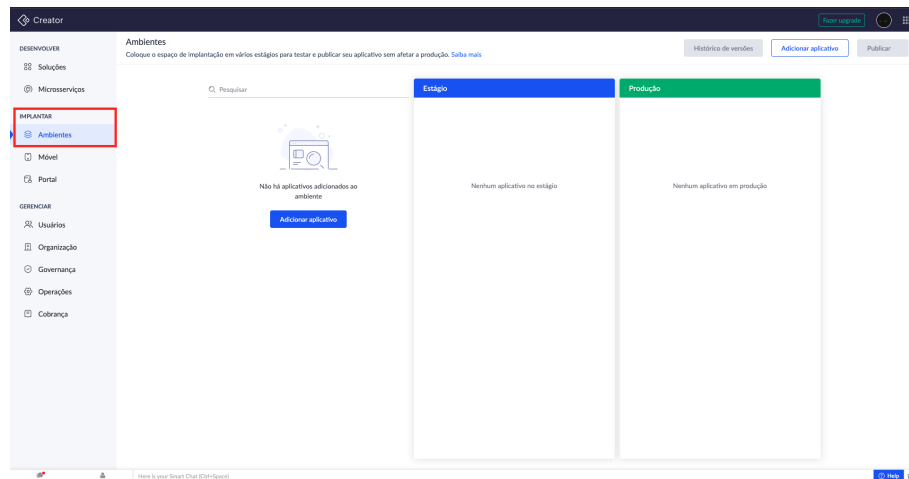 Creator
Fazer upgrade
DESENVOLVER
Soluções
Microsserviços
IMPLANTAR
Ambientes
Móvel
Portal
GERENCIAR
Usuários
Organização
Governança
Operações
Cobrança
Ambientes
Coloque o espaço de implantação em vários estágios para testar e publicar seu aplicativo sem afetar a produção. Saiba mais
Histórico de versões
Adicionar aplicativo
Publicar
Pesquisar
Não há aplicativos adicionados ao
ambiente
Adicionar aplicativo
Estágio
Nenhum aplicativo no estágio
Produção
Nenhum aplicativo em produção
Here is your Smart Chat (Ctrl+Space)
Help